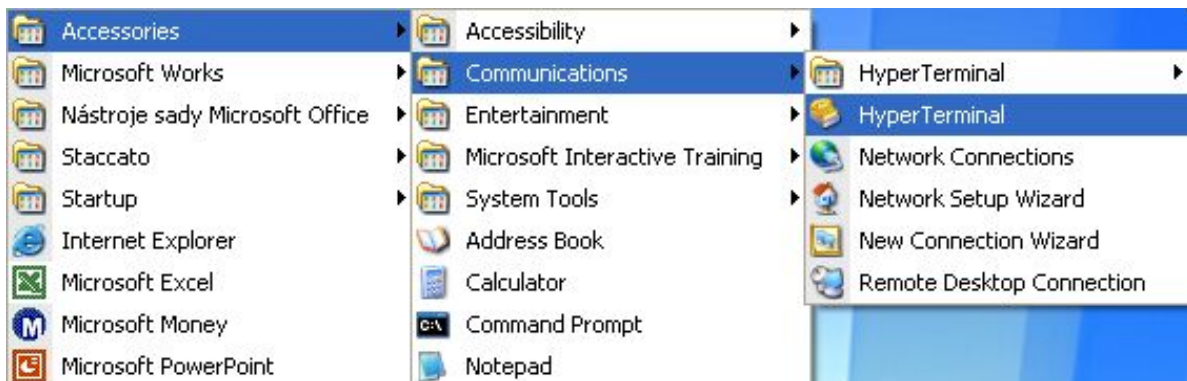 Accessories
Microsoft Works
Nástroje sady Microsoft Office
Staccato
Startup
Internet Explorer
Microsoft Excel
Microsoft Money
Microsoft PowerPoint
Accessibility
Communications
Entertainment
Microsoft Interactive Training
System Tools
Address Book
Calculator
Command Prompt
Notepad
HyperTerminal
HyperTerminal
Network Connections
Network Setup Wizard
New Connection Wizard
Remote Desktop Connection